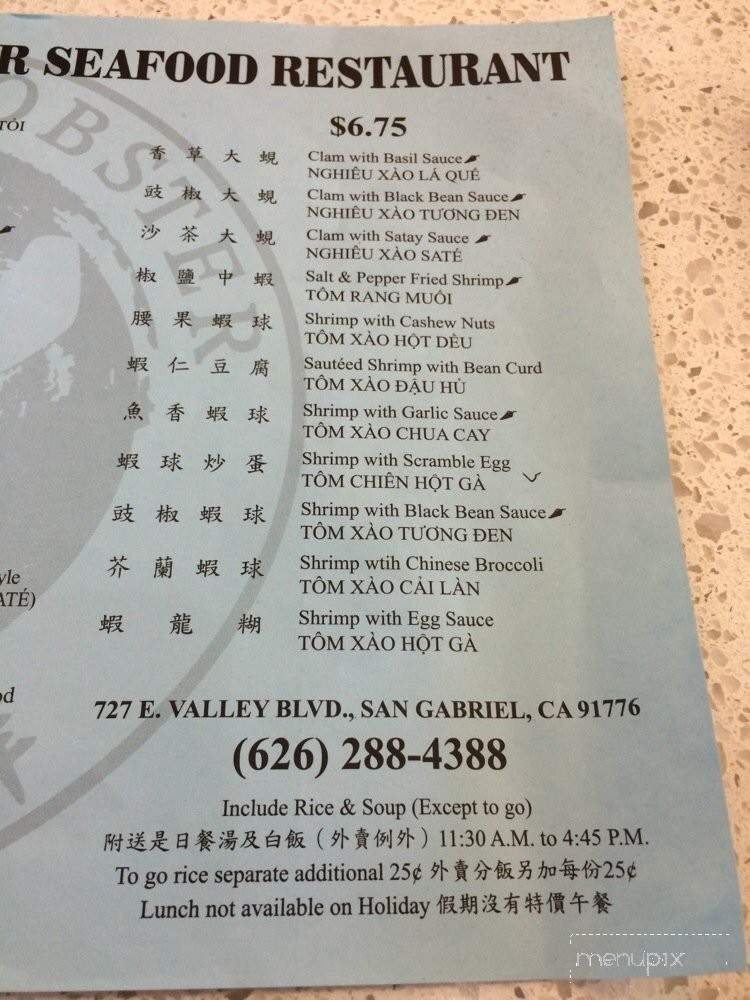 R SEAFOOD RESTAURANT
OBSTER
TỎI
$6.75
香草大蜆 Clam with Basil Sauce
NGHIÊU XÀO LÁ QUẾ
豉椒大蜆 Clam with Black Bean Sauce
NGHIÊU XÀO TƯƠNG ĐEN
沙茶大蜆 Clam with Satay Sauce
NGHIÊU XÀO SATÉ
椒鹽中蝦 Salt & Pepper Fried Shrimp
TÔM RANG MUỐI
腰果蝦球 Shrimp with Cashew Nuts
TÔM XÀO HỘT DỀU
蝦仁豆腐 Sautéed Shrimp with Bean Curd
TÔM XÀO ĐẬU HỦ
魚香蝦球 Shrimp with Garlic Sauce
TÔM XÀO CHUA CAY
蝦球炒蛋 Shrimp with Scramble Egg
TÔM CHIÊN HỘT GÀ
豉椒蝦球 Shrimp with Black Bean Sauce
TÔM XÀO TƯƠNG ĐEN
芥蘭蝦球 Shrimp wtih Chinese Broccoli
TÔM XÀO CẢI LÀN
yle
ATÉ)
蝦龍糊 Shrimp with Egg Sauce
TÔM XÀO HỘT GÀ
od
727 E. VALLEY BLVD., SAN GABRIEL, CA 91776
(626) 288-4388
Include Rice & Soup (Except to go)
附送是日餐湯及白飯（外賣例外）11:30 A.M. to 4:45 P.M.
To go rice separate additional 25¢ 外賣分飯另加每份25¢
Lunch not available on Holiday 假期沒有特價午餐
menupix